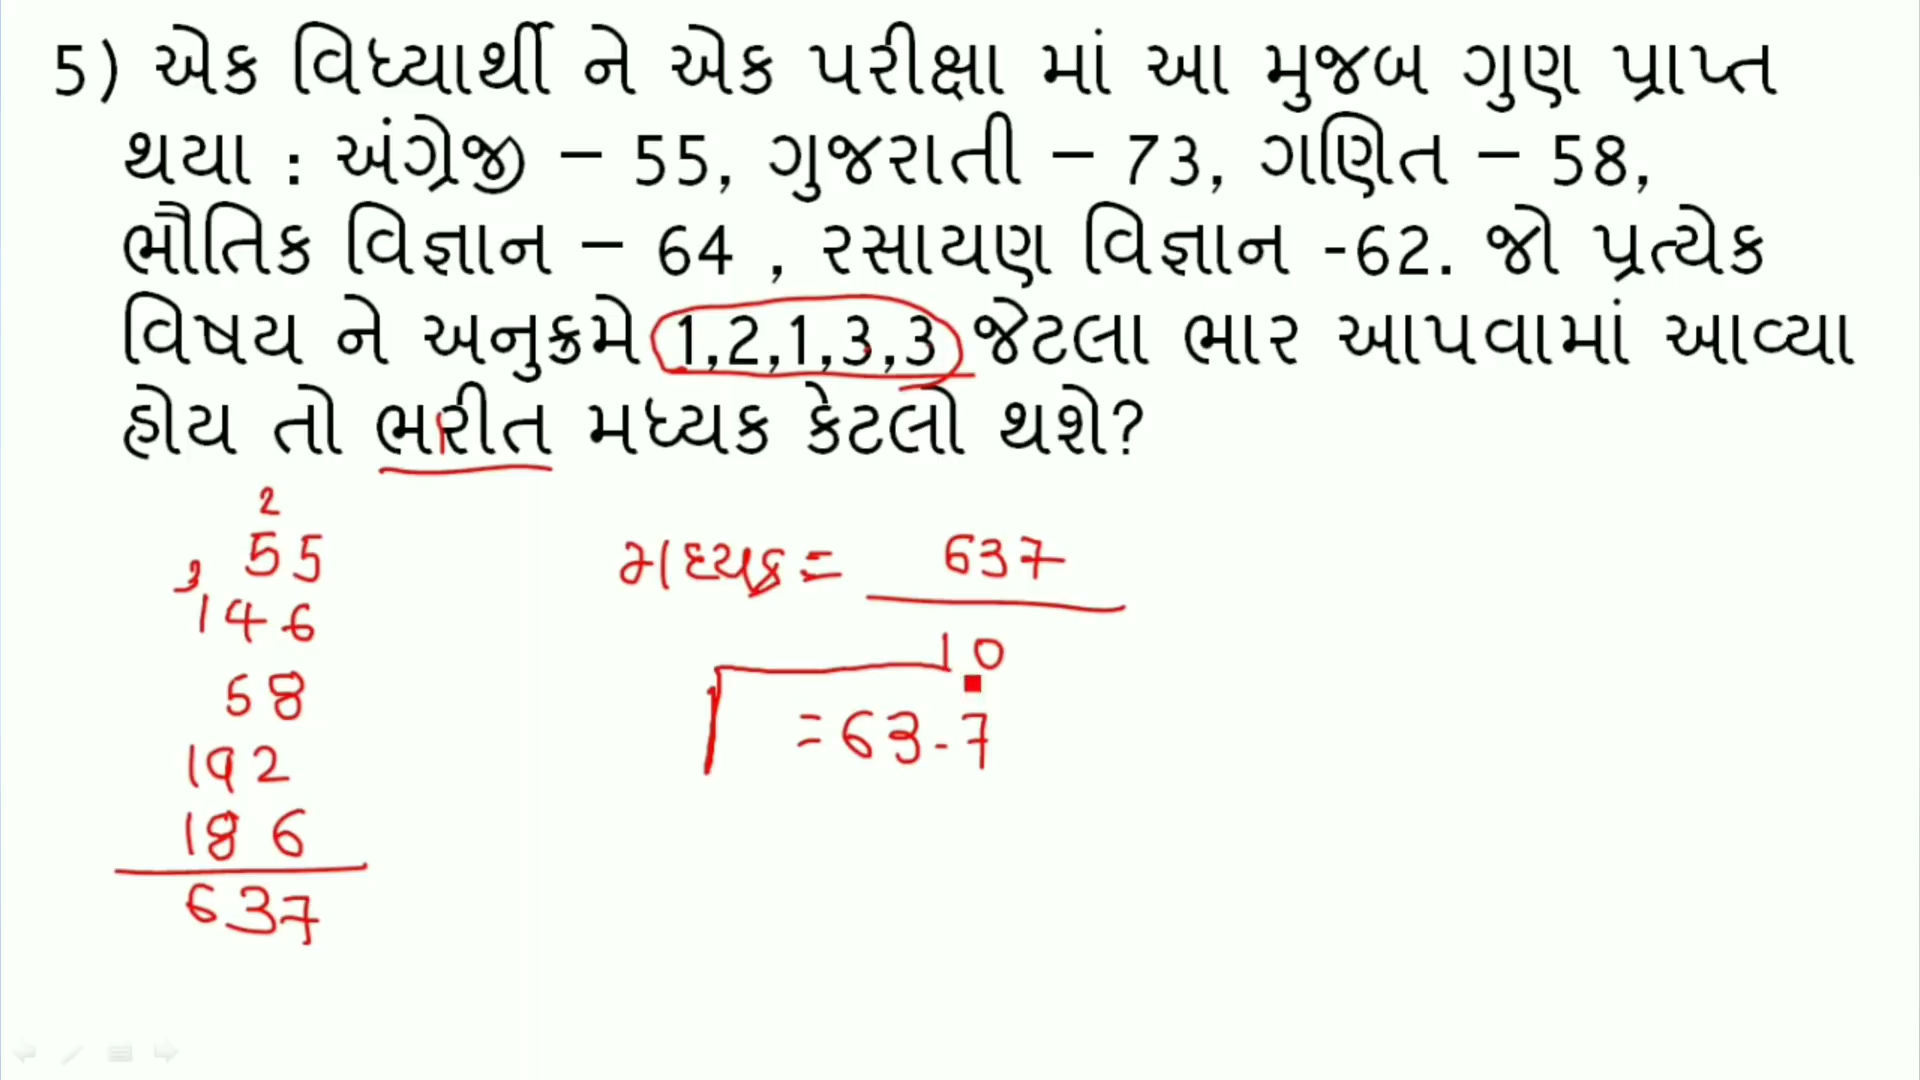 5) એક વિધ્યાર્થી ને એક પરીક્ષા માં આ મુજબ ગુણ પ્રાપ્ત
થયા : અંગ્રેજી – 55, ગુજરાતી – 73, ગણિત – 58,
ભૌતિક વિજ્ઞાન – 64 , રસાયણ વિજ્ઞાન -62. જો પ્રત્યેક
વિષય ને અનુક્રમે 1,2,1,3,3 જેટલા ભાર આપવામાં આવ્યા
હોય તો ભરીત મધ્યક કેટલો થશે?
2
55
3
146
58
192
186
637
મધ્યક = 637
10
= 63.7